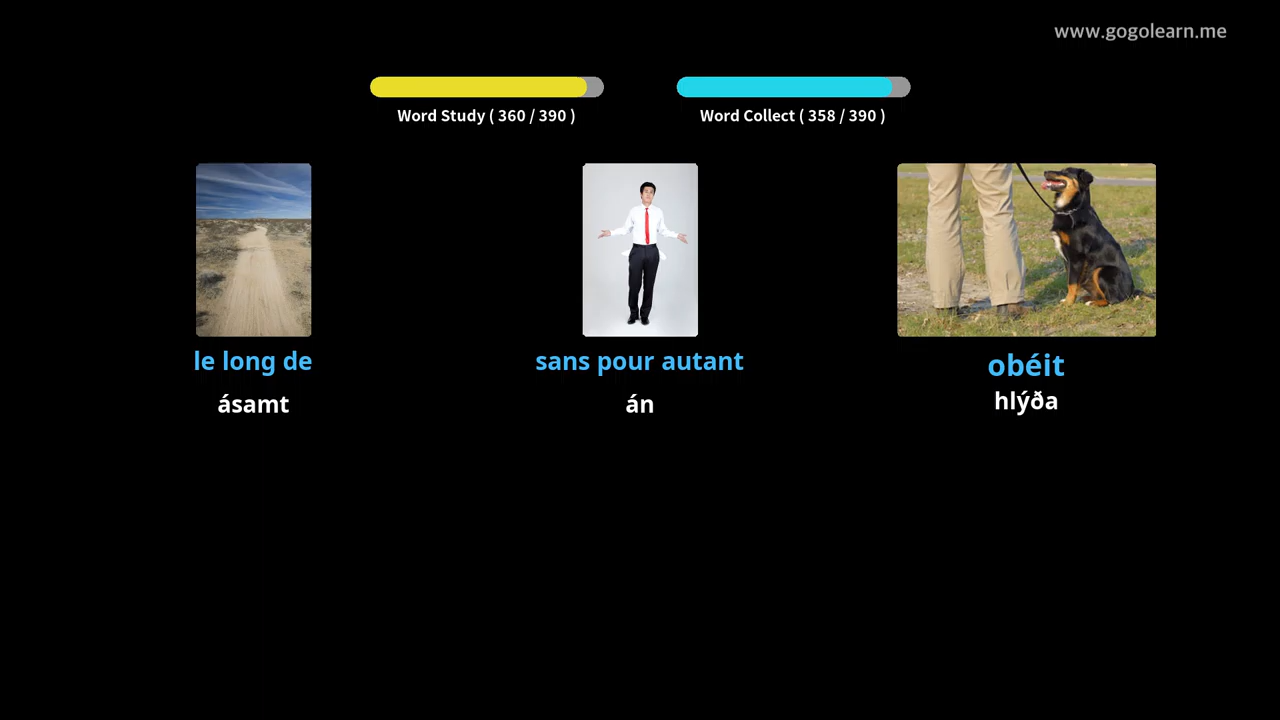 www.gogolearn.me
Word Study ( 360 / 390 )
Word Collect ( 358 / 390 )
le long de
sans pour autant
obéit
ásamt
án
hlýða